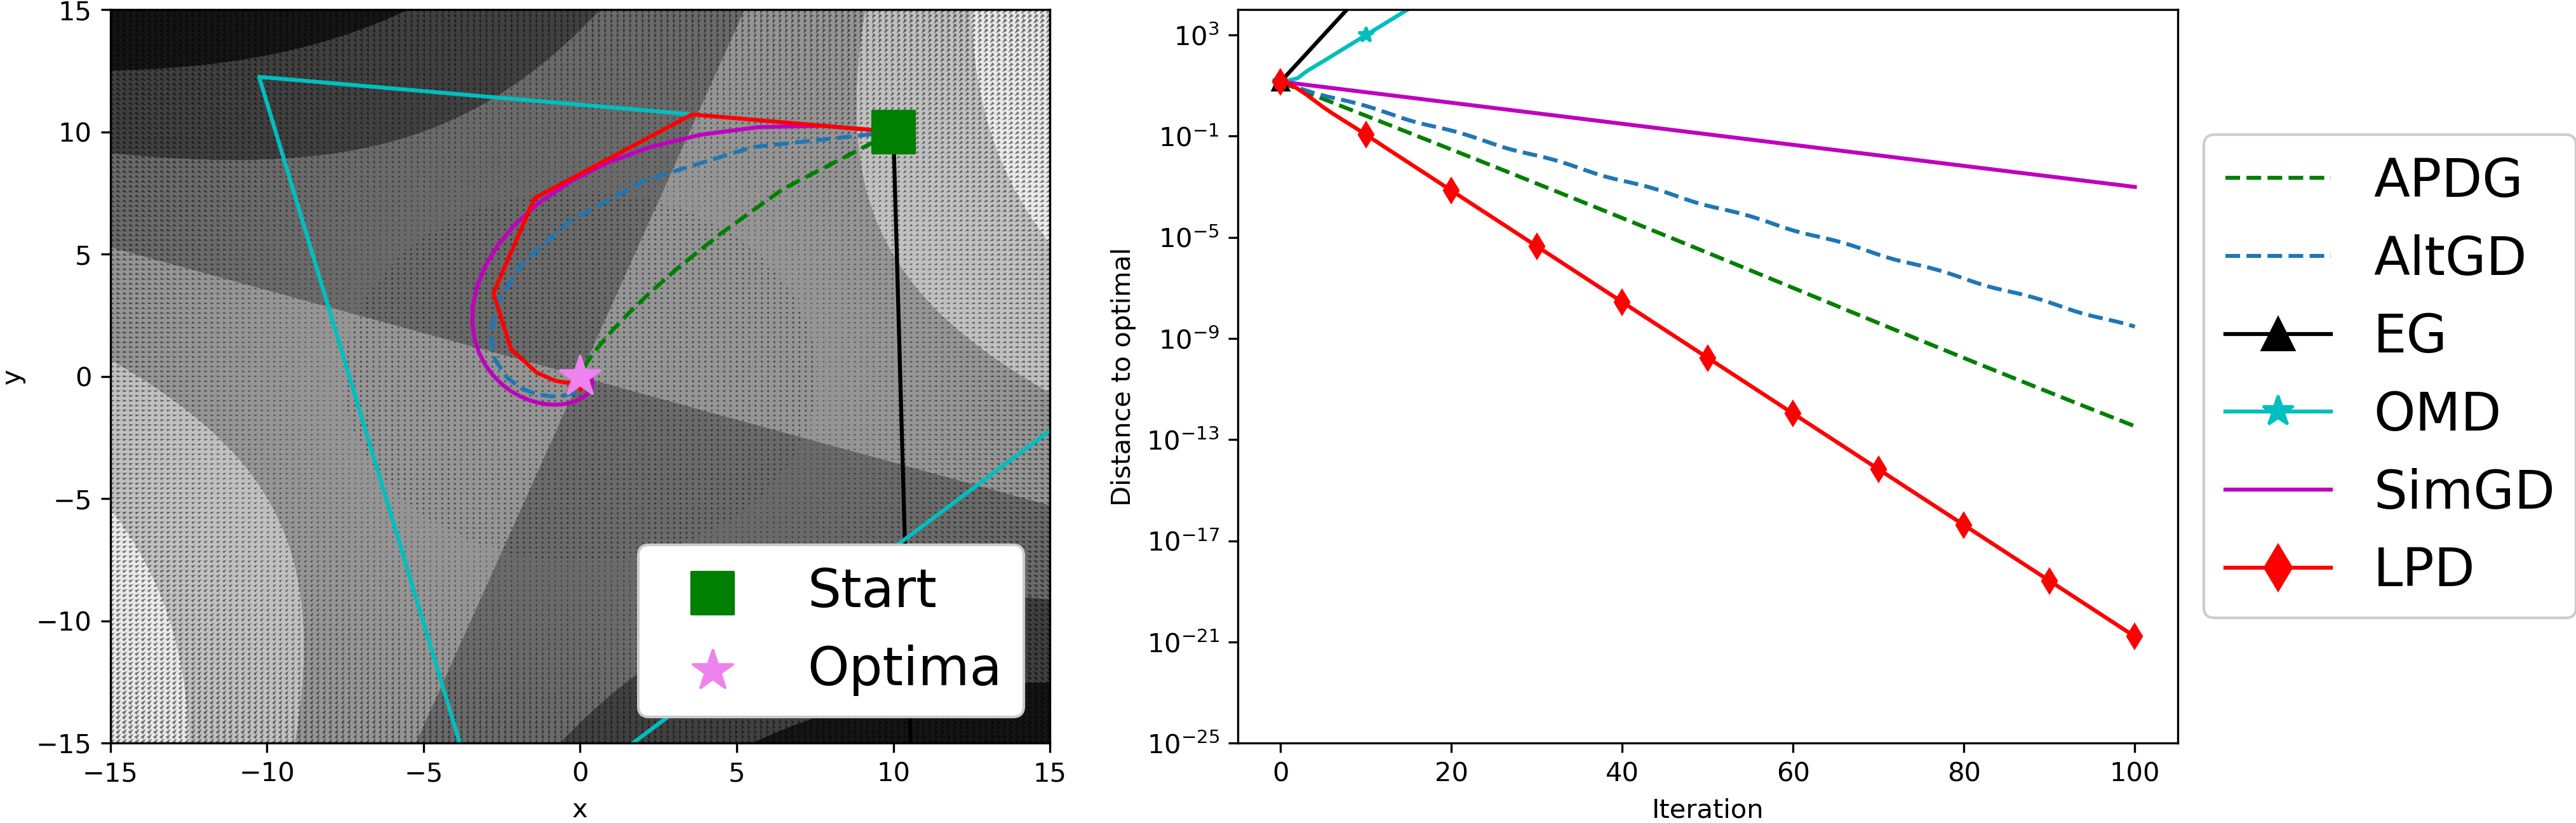 15
10
5
0
−5
−10
−15
y
−15
−10
−5
0
5
10
15
x
Start
Optima
10³
10⁻¹
10⁻⁵
10⁻⁹
10⁻¹³
10⁻¹⁷
10⁻²¹
10⁻²⁵
Distance to optimal
0
20
40
60
80
100
Iteration
APDG
AltGD
EG
OMD
SimGD
LPD